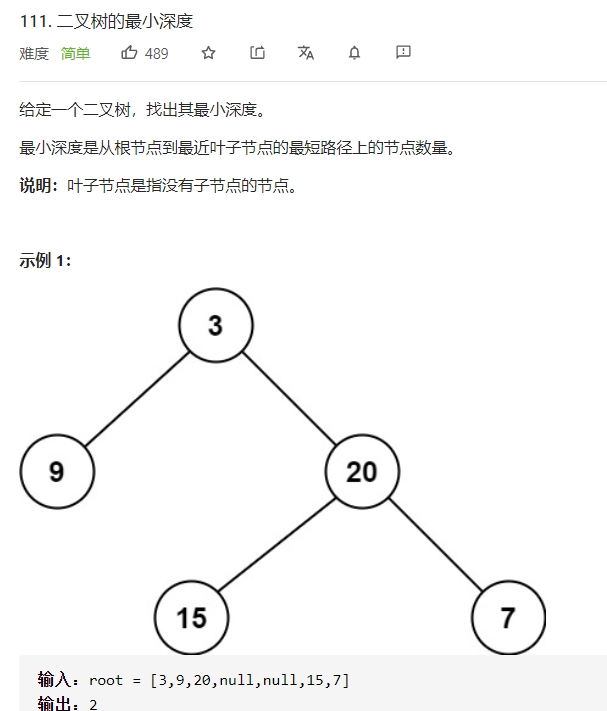 111. 二叉树的最小深度
难度 简单 489
给定一个二叉树，找出其最小深度。
最小深度是从根节点到最近叶子节点的最短路径上的节点数量。
说明：叶子节点是指没有子节点的节点。
示例 1：
3
9 20
15 7
输入：root = [3,9,20,null,null,15,7]
输出：2